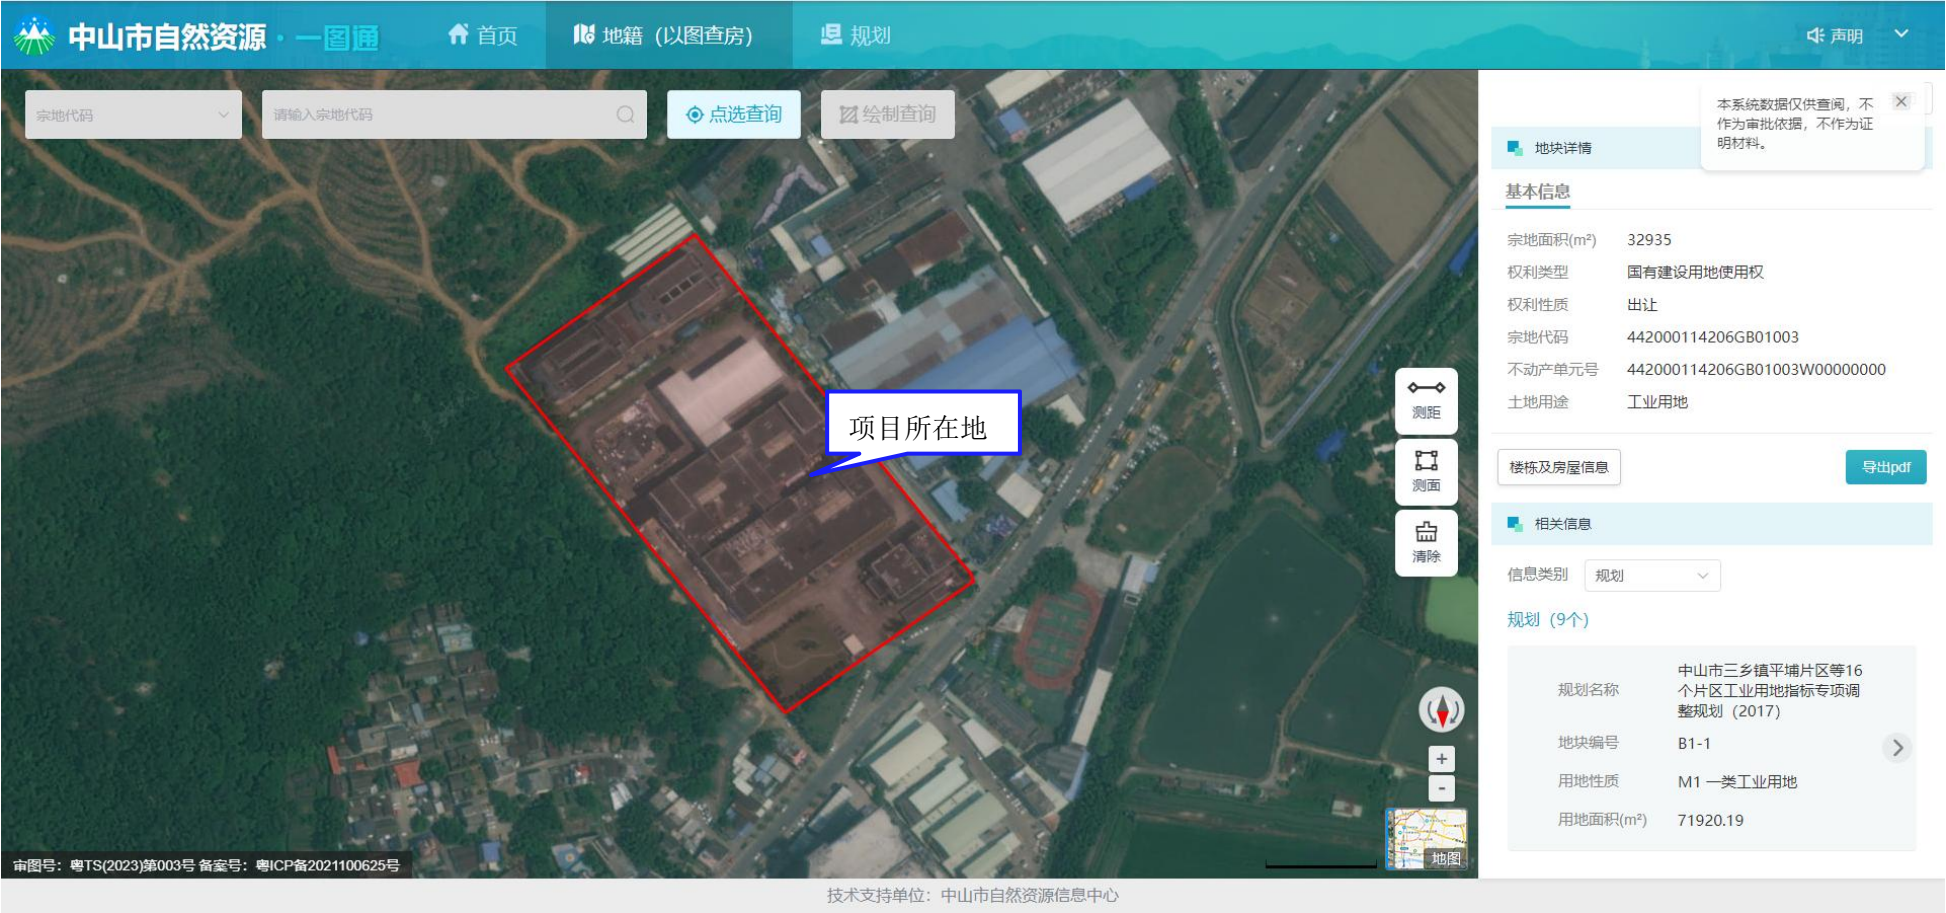 中山市自然资源·一图通
首页
地籍（以图查房）
规划
声明
宗地代码
请输入宗地代码
点选查询
绘制查询
本系统数据仅供查阅，不
作为审批依据，不作为证
明材料。
地块详情
基本信息
宗地面积(m²) 32935
权利类型 国有建设用地使用权
权利性质 出让
宗地代码 442000114206GB01003
不动产单元号 442000114206GB01003W00000000
土地用途 工业用地
项目所在地
测距
测面
清除
楼栋及房屋信息
导出pdf
相关信息
信息类别 规划
规划（9个）
规划名称 中山市三乡镇平埔片区等16
个片区工业用地指标专项调
整规划（2017）
地块编号 B1-1
用地性质 M1 一类工业用地
用地面积(m²) 71920.19
+
-
地图
审图号：粤TS(2023)第003号 备案号：粤ICP备2021100625号
技术支持单位：中山市自然资源信息中心